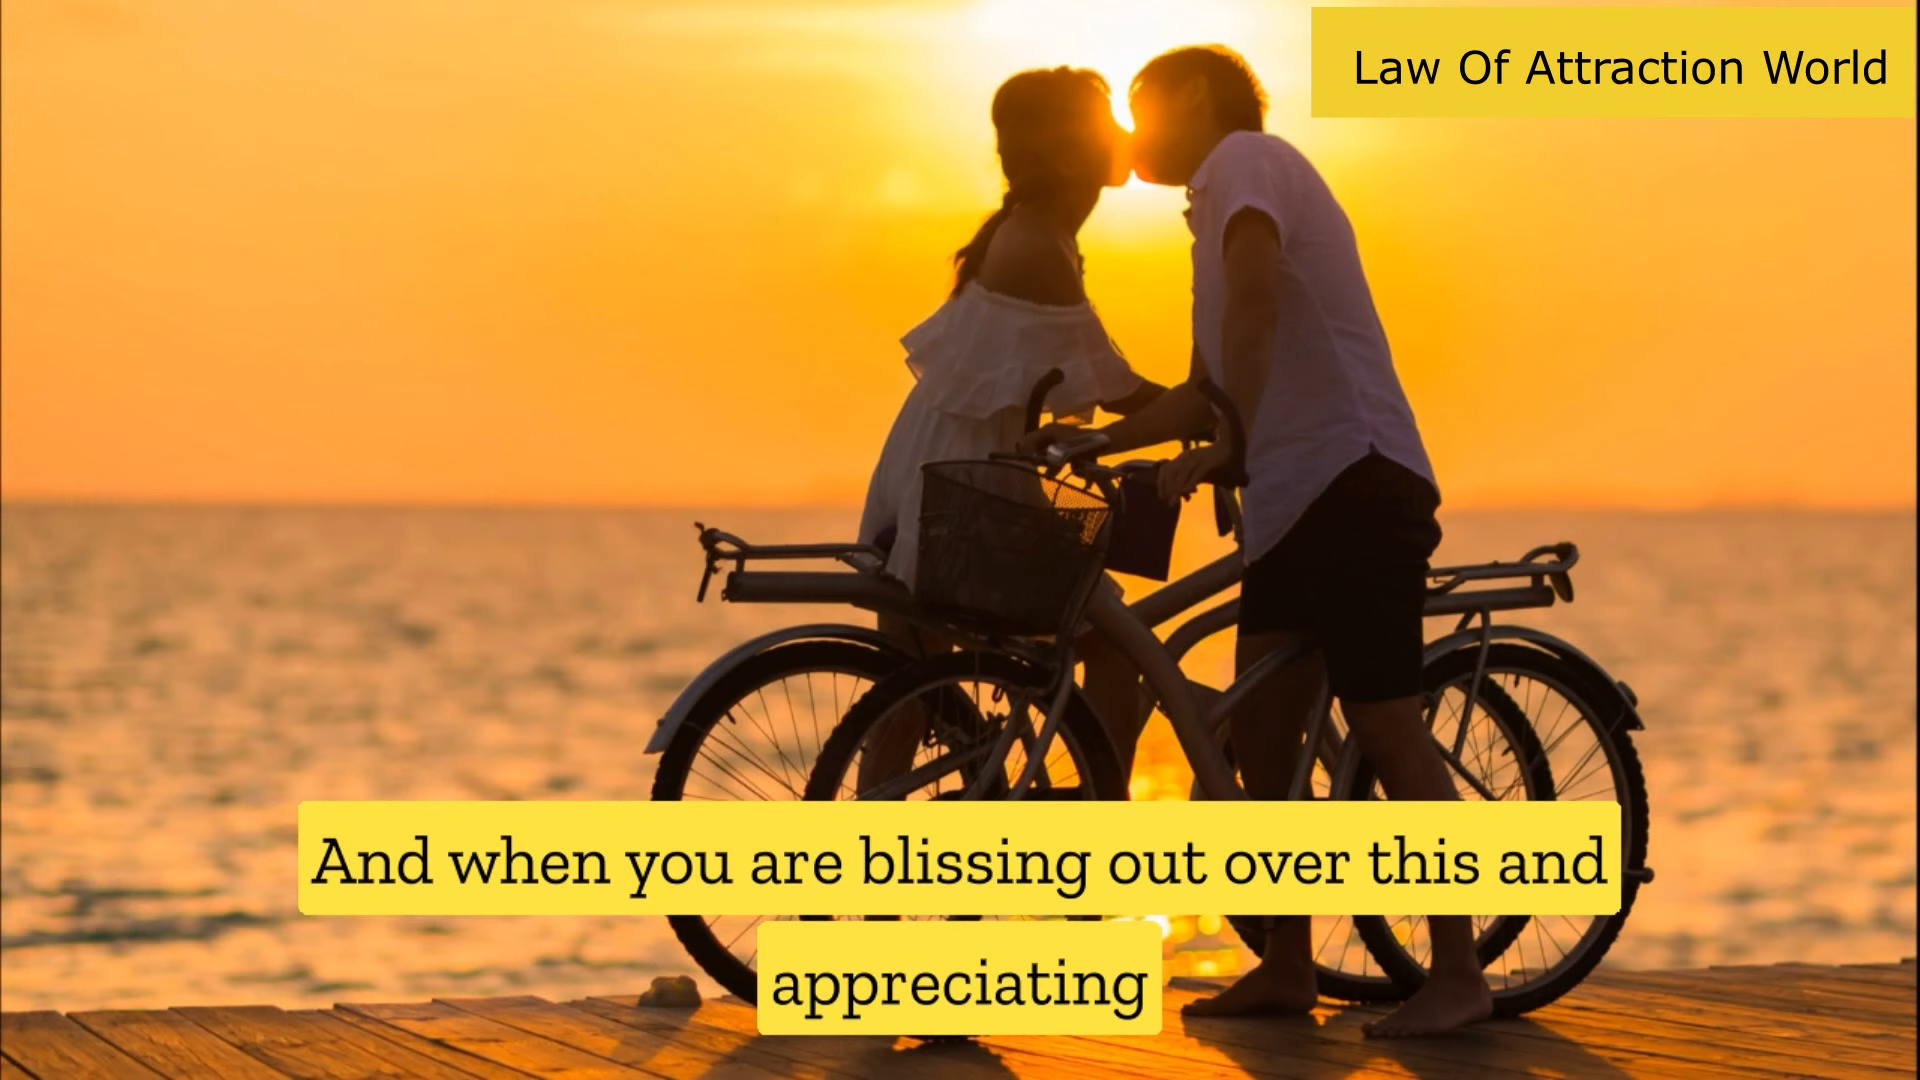 Law Of Attraction World
And when you are blissing out over this and
appreciating